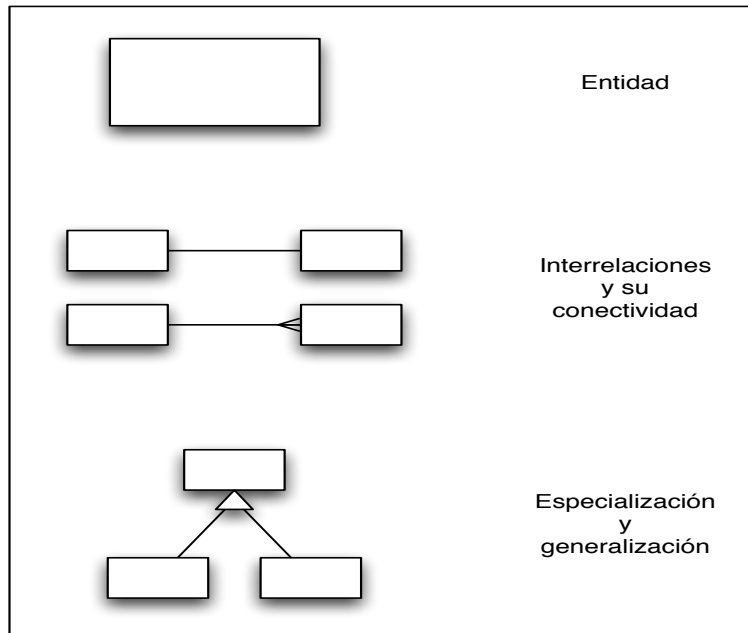 Entidad
Interrelaciones
y su
conectividad
Especialización
y
generalización